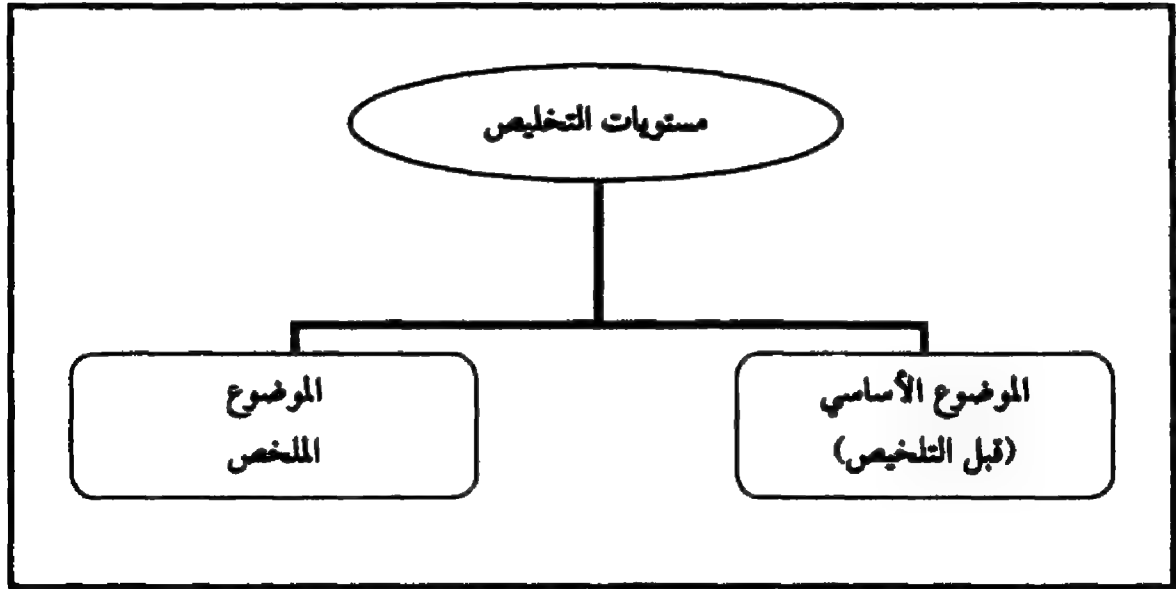 مستويات التخليص
الموضوع الأساسي
(قبل التلخيص)
الموضوع
الملخص